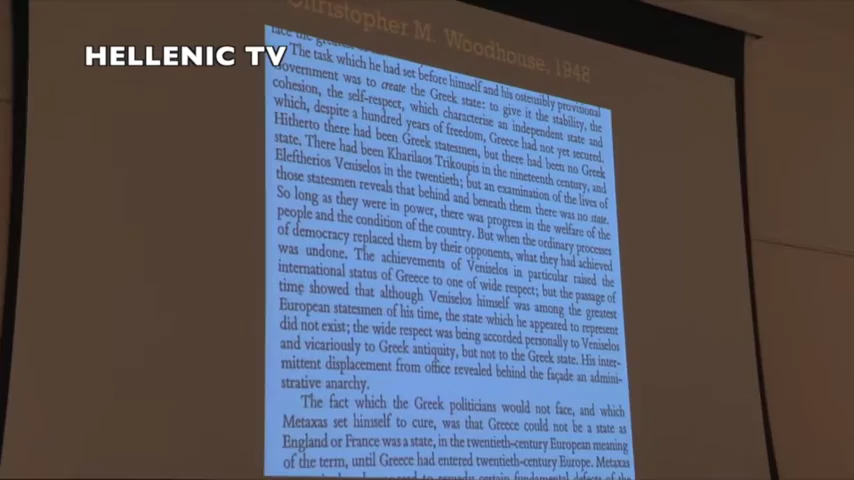 Christopher M. Woodhouse, 1948
HELLENIC TV
face the
The task which he had set before himself and his ostensibly provisional
Government was to create the Greek state: to give it the stability, the
cohesion, the self-respect, which characterise an independent state and
which, despite a hundred years of freedom, Greece had not yet secured.
Hitherto there had been Greek statesmen, but there had been no Greek
state. There had been Kharilaos Trikoupis in the nineteenth century, and
Eleftherios Veniselos in the twentieth; but an examination of the lives of
those statesmen reveals that behind and beneath them there was no state.
So long as they were in power, there was progress in the welfare of the
people and the condition of the country. But when the ordinary processes
of democracy replaced them by their opponents, what they had achieved
was undone. The achievements of Veniselos in particular raised the
international status of Greece to one of wide respect; but the passage of
time showed that although Veniselos himself was among the greatest
European statesmen of his time, the state which he appeared to represent
did not exist; the wide respect was being accorded personally to Veniselos
and vicariously to Greek antiquity, but not to the Greek state. His inter-
mittent displacement from office revealed behind the façade an admini-
strative anarchy.
The fact which the Greek politicians would not face, and which
Metaxas set himself to cure, was that Greece could not be a state as
England or France was a state, in the twentieth-century European meaning
of the term, until Greece had entered twentieth-century Europe. Metaxas
to remedy certain fundamental defects of the